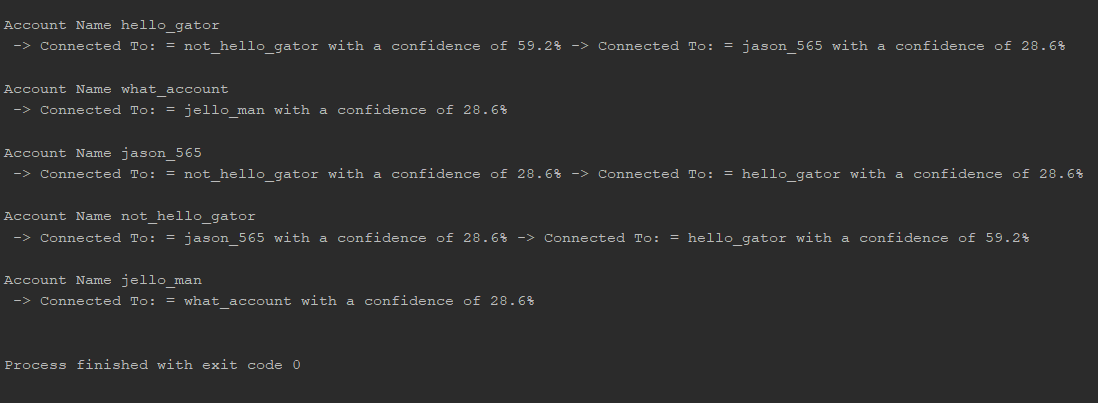 Account Name hello_gator
-> Connected To: = not_hello_gator with a confidence of 59.2% -> Connected To: = jason_565 with a confidence of 28.6%
Account Name what_account
-> Connected To: = jello_man with a confidence of 28.6%
Account Name jason_565
-> Connected To: = not_hello_gator with a confidence of 28.6% -> Connected To: = hello_gator with a confidence of 28.6%
Account Name not_hello_gator
-> Connected To: = jason_565 with a confidence of 28.6% -> Connected To: = hello_gator with a confidence of 59.2%
Account Name jello_man
-> Connected To: = what_account with a confidence of 28.6%
Process finished with exit code 0